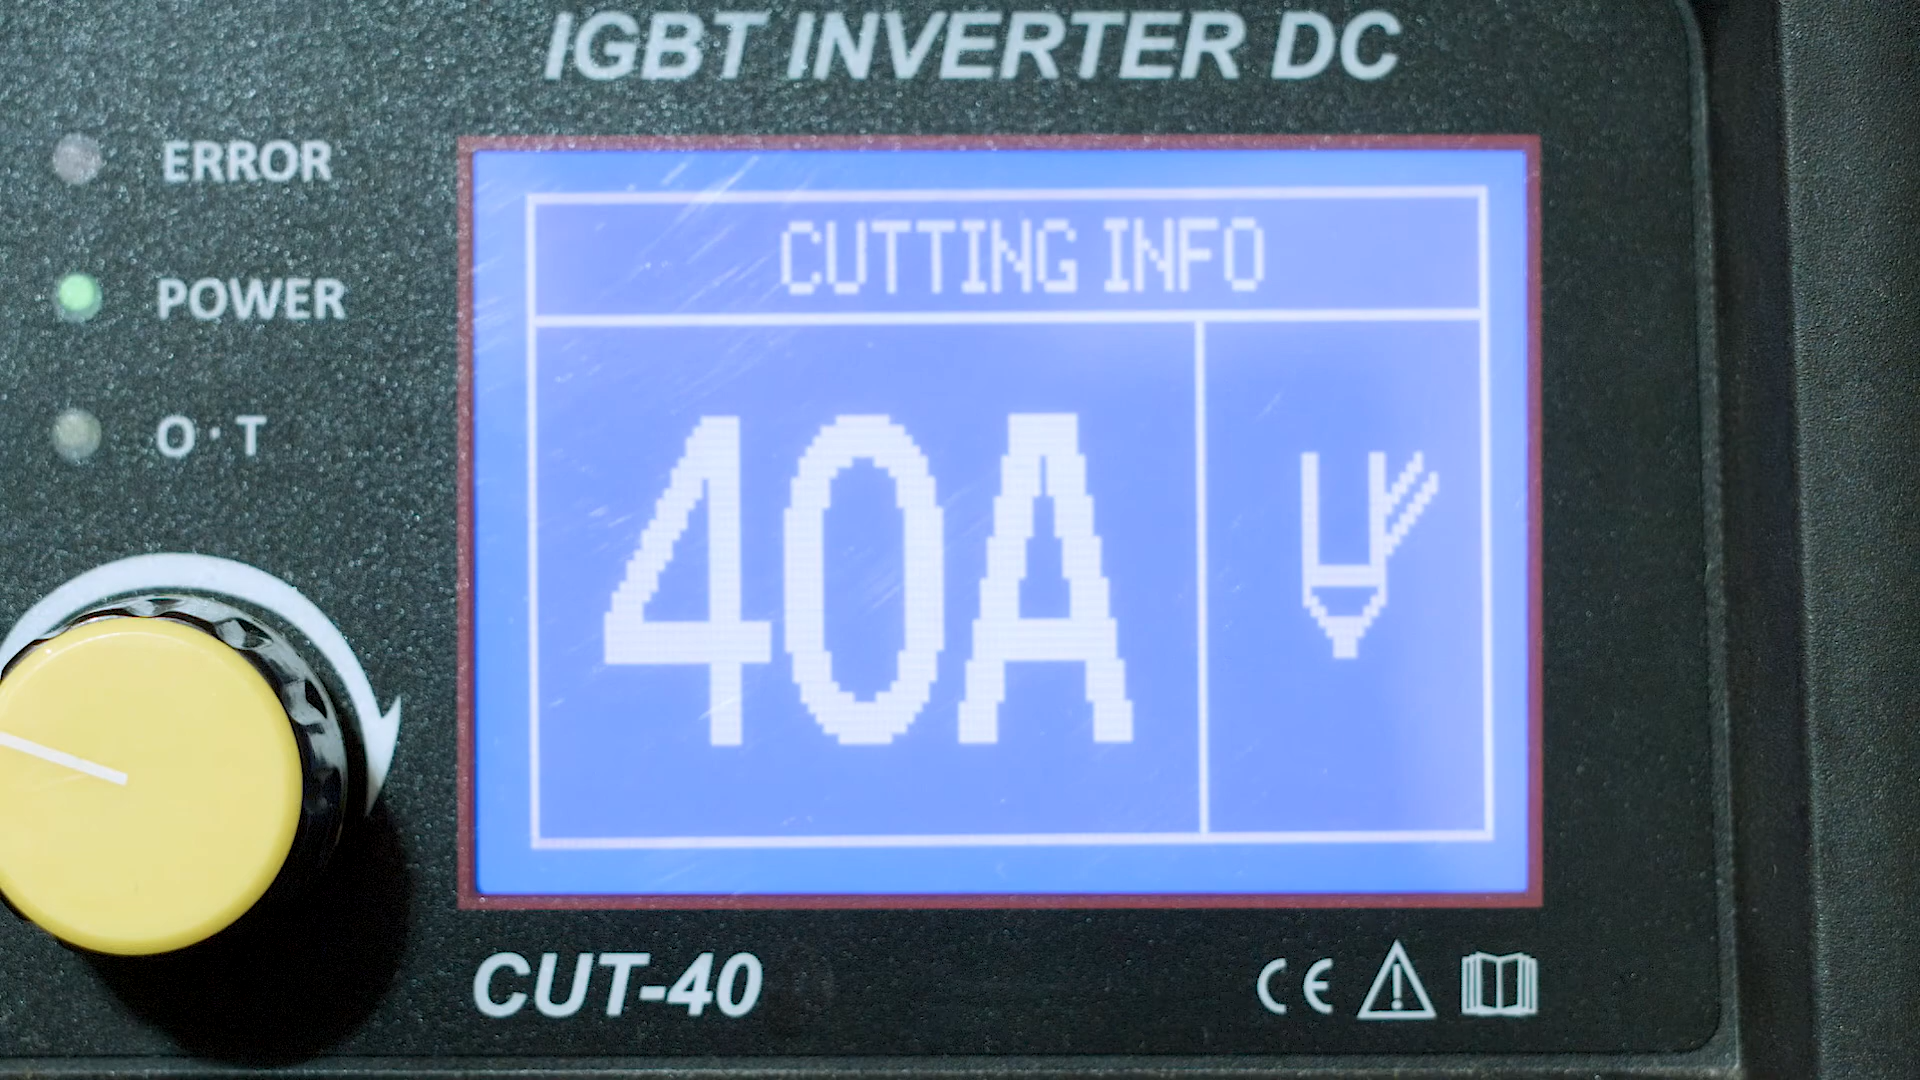 IGBT INVERTER DC
ERROR
POWER
O·T
CUTTING INFO
40A
CUT-40
CE